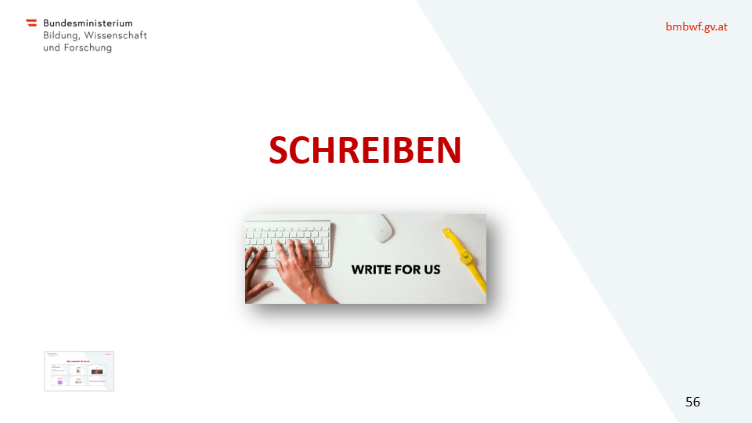 Bundesministerium
Bildung, Wissenschaft
und Forschung
bmbwf.gv.at
SCHREIBEN
WRITE FOR US
56